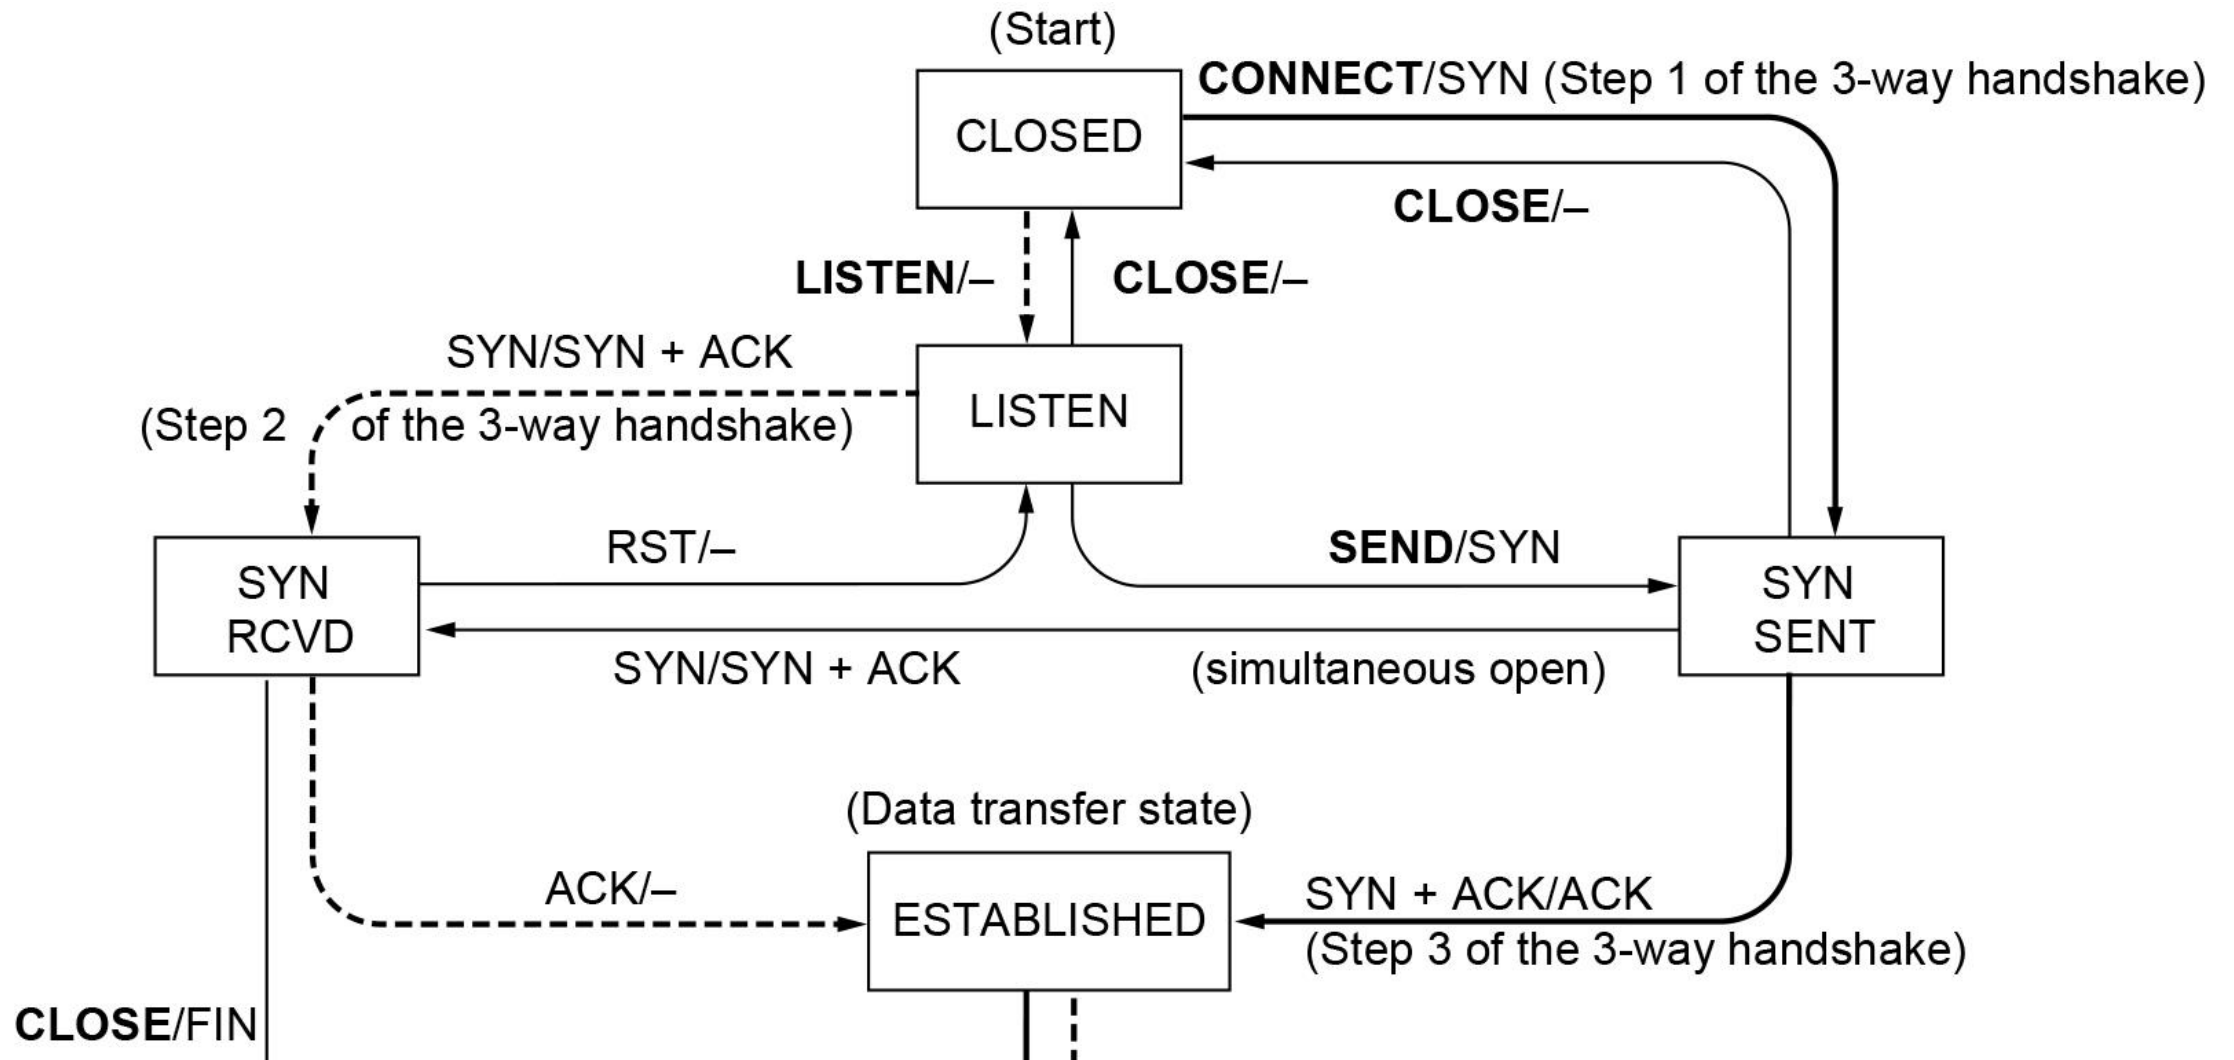 (Start)
CONNECT/SYN (Step 1 of the 3-way handshake)
CLOSED
CLOSE/–
LISTEN/–
CLOSE/–
SYN/SYN + ACK
(Step 2 of the 3-way handshake)
LISTEN
RST/–
SEND/SYN
SYN
RCVD
SYN
SENT
SYN/SYN + ACK
(simultaneous open)
(Data transfer state)
ACK/–
ESTABLISHED
SYN + ACK/ACK
(Step 3 of the 3-way handshake)
CLOSE/FIN